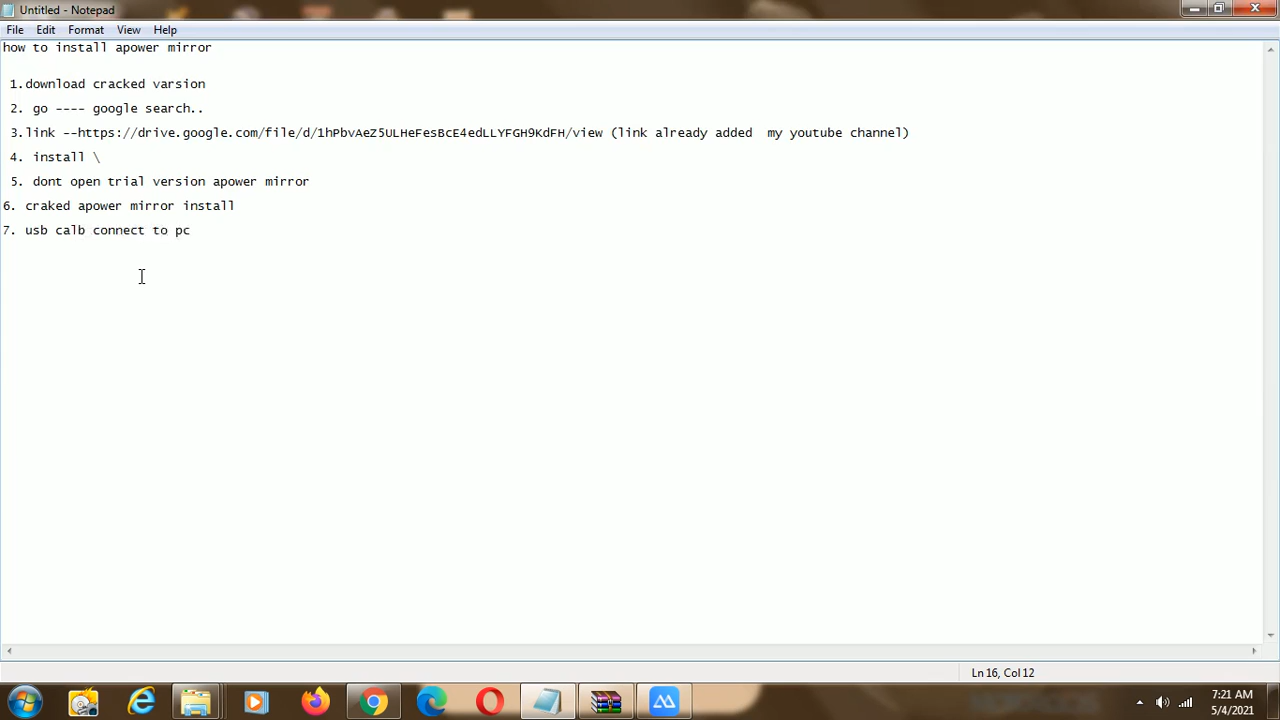 Untitled - Notepad
File Edit Format View Help
how to install apower mirror
1.download cracked varsion
2. go ---- google search..
3.link --https://drive.google.com/file/d/1hPbvAeZ5ULHeFesBcE4edLLYFGH9KdFH/view (link already added my youtube channel)
4. install \
5. dont open trial version apower mirror
6. craked apower mirror install
7. usb calb connect to pc
Ln 16, Col 12
7:21 AM
5/4/2021